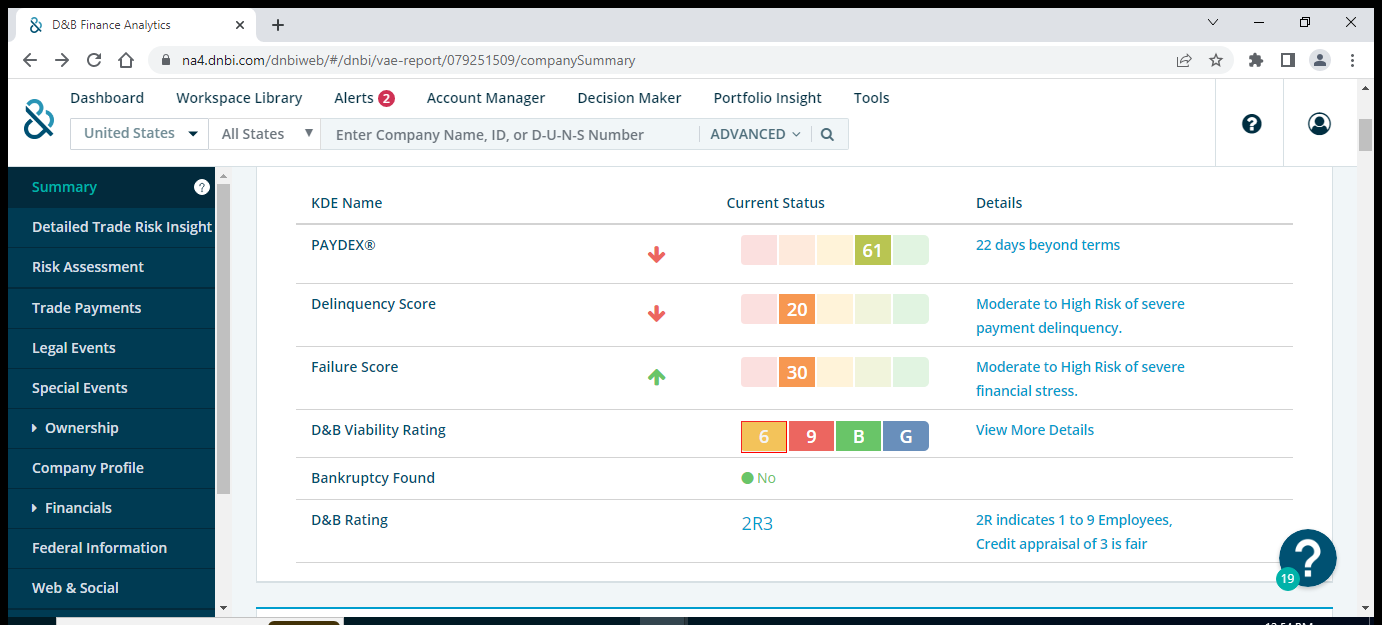 D&B Finance Analytics
na4.dnbi.com/dnbiweb/#/dnbi/vae-report/079251509/companySummary
Dashboard Workspace Library Alerts 2 Account Manager Decision Maker Portfolio Insight Tools
United States All States Enter Company Name, ID, or D-U-N-S Number ADVANCED
?
Summary ?
Detailed Trade Risk Insight
Risk Assessment
Trade Payments
Legal Events
Special Events
Ownership
Company Profile
Financials
Federal Information
Web & Social
KDE Name Current Status Details
PAYDEX® 61 22 days beyond terms
Delinquency Score 20 Moderate to High Risk of severe
payment delinquency.
Failure Score 30 Moderate to High Risk of severe
financial stress.
D&B Viability Rating 6 9 B G View More Details
Bankruptcy Found No
D&B Rating 2R3 2R indicates 1 to 9 Employees,
Credit appraisal of 3 is fair
?
19